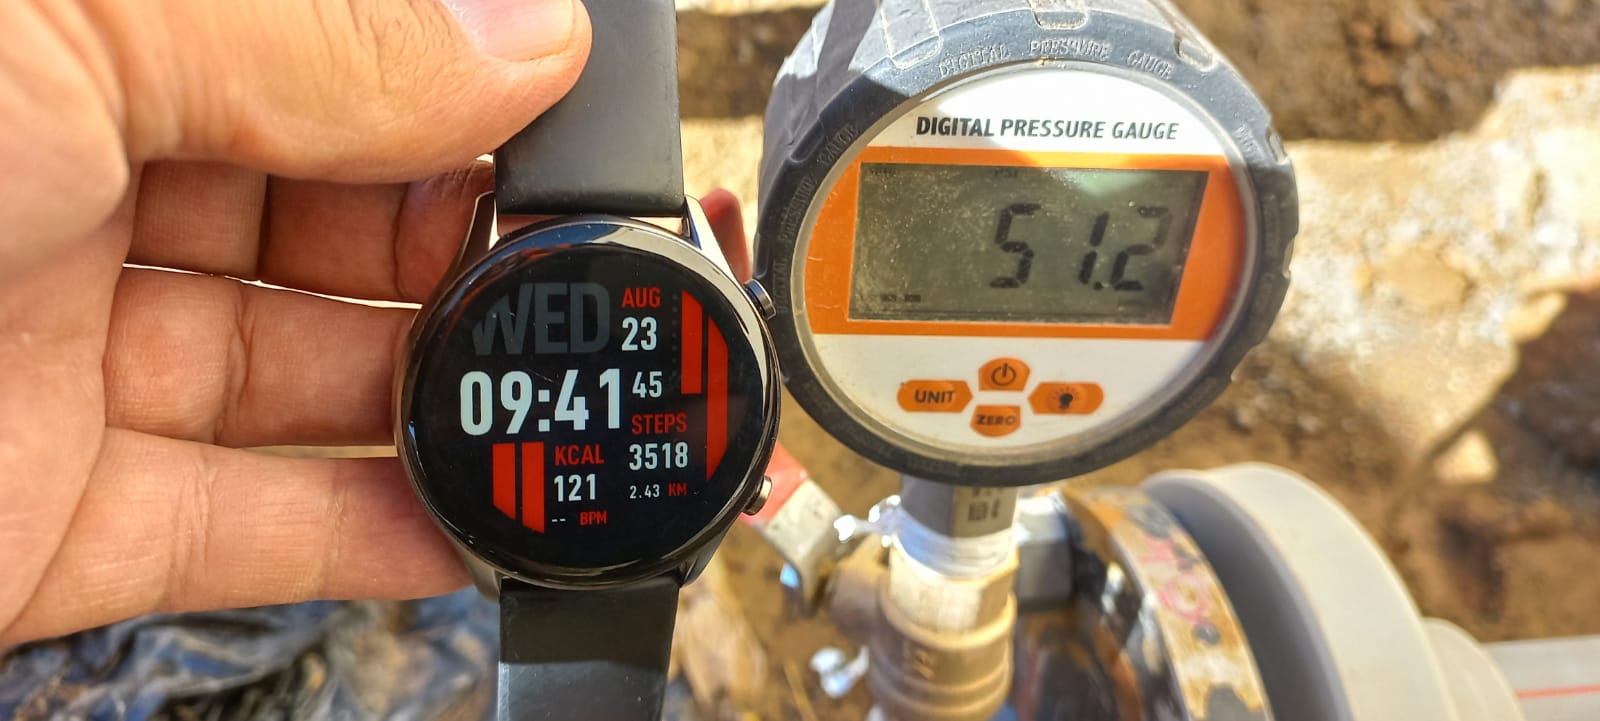 WED
AUG
23
09:41
45
STEPS
3518
2.43 KM
KCAL
121
-- BPM
DIGITAL PRESSURE GAUGE
DIGITAL PRESSURE GAUGE
PSI
51.2
UNIT
ZERO